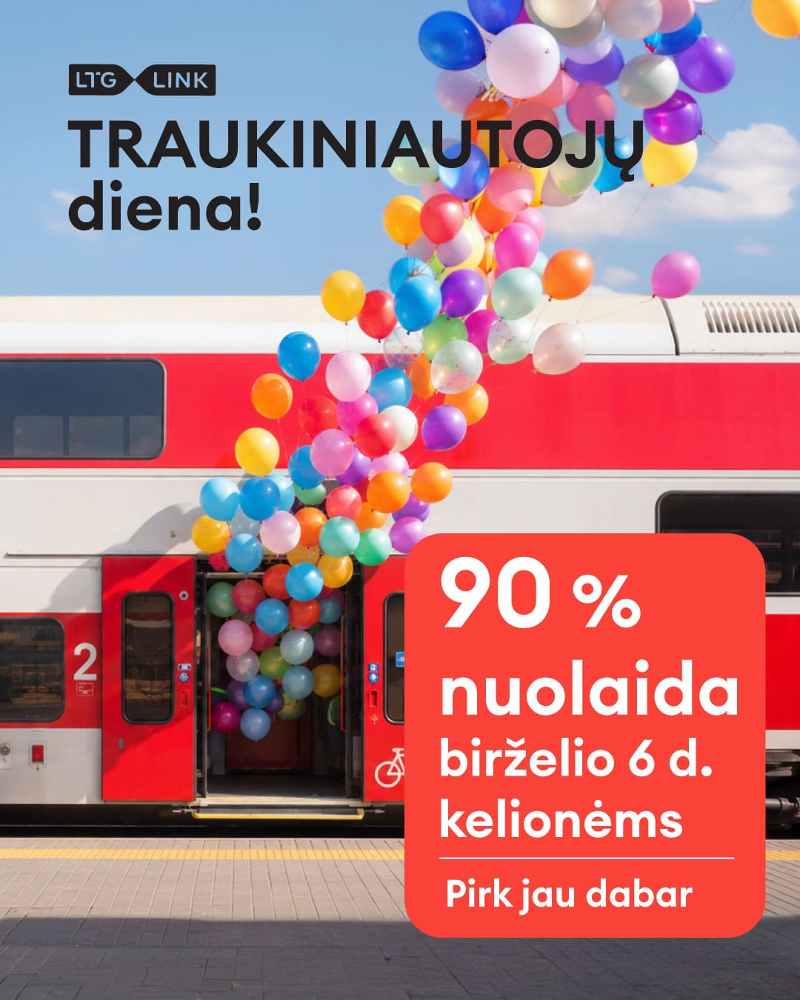 LTG LINK
TRAUKINIAUTOJŲ
diena!
2
90 %
nuolaida
birželio 6 d.
kelionėms
Pirk jau dabar